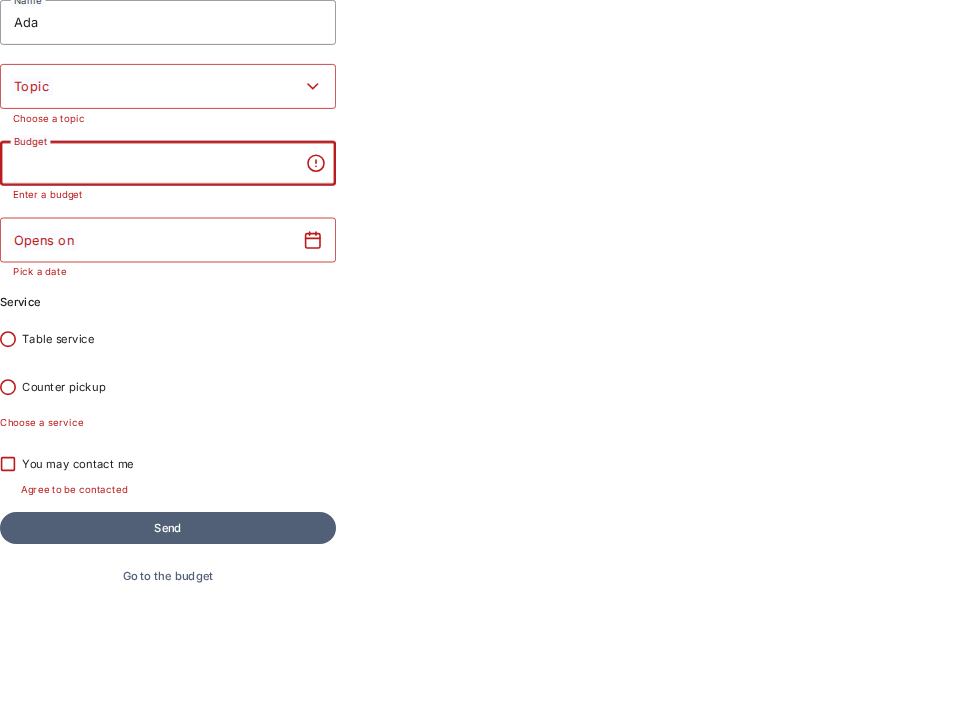 Name
Ada
Topic
Choose a topic
Budget
Enter a budget
Opens on
Pick a date
Service
Table service
Counter pickup
Choose a service
You may contact me
Agree to be contacted
Send
Go to the budget